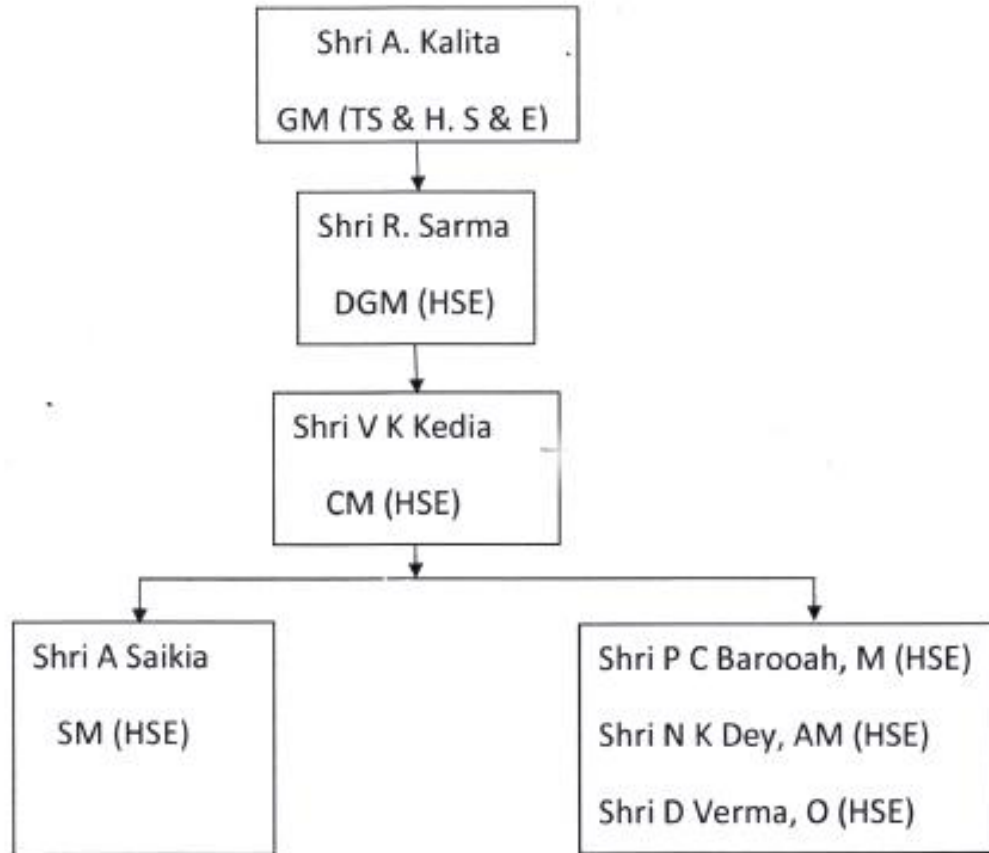 Shri A. Kalita
GM (TS & H. S & E)
Shri R. Sarma
DGM (HSE)
Shri V K Kedia
CM (HSE)
Shri A Saikia
SM (HSE)
Shri P C Barooah, M (HSE)
Shri N K Dey, AM (HSE)
Shri D Verma, O (HSE)